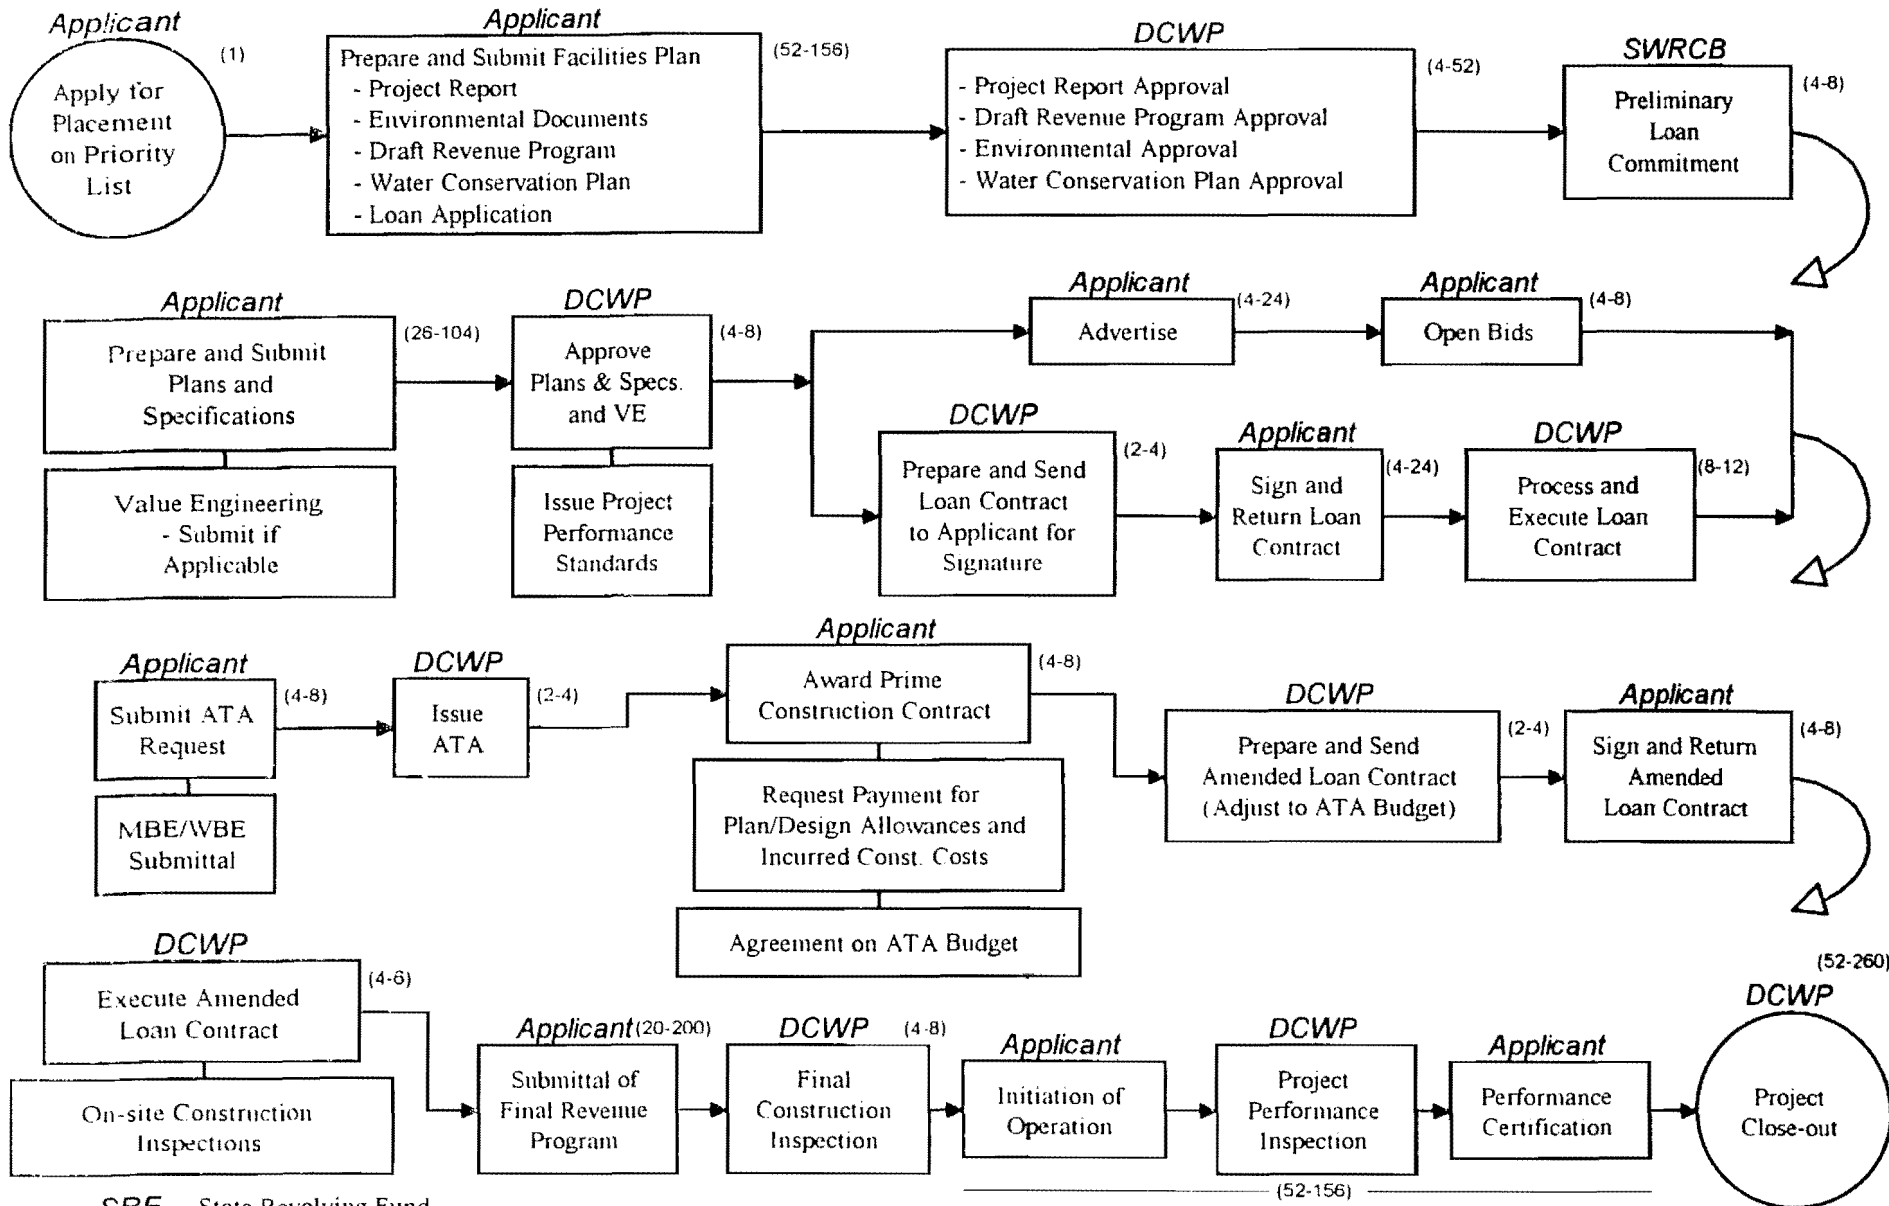 Applicant
(1)
Apply for
Placement
on Priority
List
Applicant
(52-156)
Prepare and Submit Facilities Plan
- Project Report
- Environmental Documents
- Draft Revenue Program
- Water Conservation Plan
- Loan Application
DCWP
(4-52)
- Project Report Approval
- Draft Revenue Program Approval
- Environmental Approval
- Water Conservation Plan Approval
SWRCB
(4-8)
Preliminary
Loan
Commitment
Applicant
(26-104)
Prepare and Submit
Plans and
Specifications
Value Engineering
- Submit if
Applicable
DCWP
(4-8)
Approve
Plans & Specs.
and VE
Issue Project
Performance
Standards
Applicant
(4-24)
Advertise
Applicant
(4-8)
Open Bids
DCWP
(2-4)
Prepare and Send
Loan Contract
to Applicant for
Signature
Applicant
(4-24)
Sign and
Return Loan
Contract
DCWP
(8-12)
Process and
Execute Loan
Contract
Applicant
(4-8)
Submit ATA
Request
MBE/WBE
Submittal
DCWP
(2-4)
Issue
ATA
Applicant
(4-8)
Award Prime
Construction Contract
Request Payment for
Plan/Design Allowances and
Incurred Const. Costs
Agreement on ATA Budget
DCWP
(2-4)
Prepare and Send
Amended Loan Contract
(Adjust to ATA Budget)
Applicant
(4-8)
Sign and Return
Amended
Loan Contract
DCWP
Execute Amended
Loan Contract
On-site Construction
Inspections
Applicant (20-200)
Submittal of
Final Revenue
Program
DCWP (4-8)
Final
Construction
Inspection
Applicant
Initiation of
Operation
DCWP
Project
Performance
Inspection
Applicant
Performance
Certification
(52-156)
(52-260)
DCWP
Project
Close-out
SRF State Revolving Fund